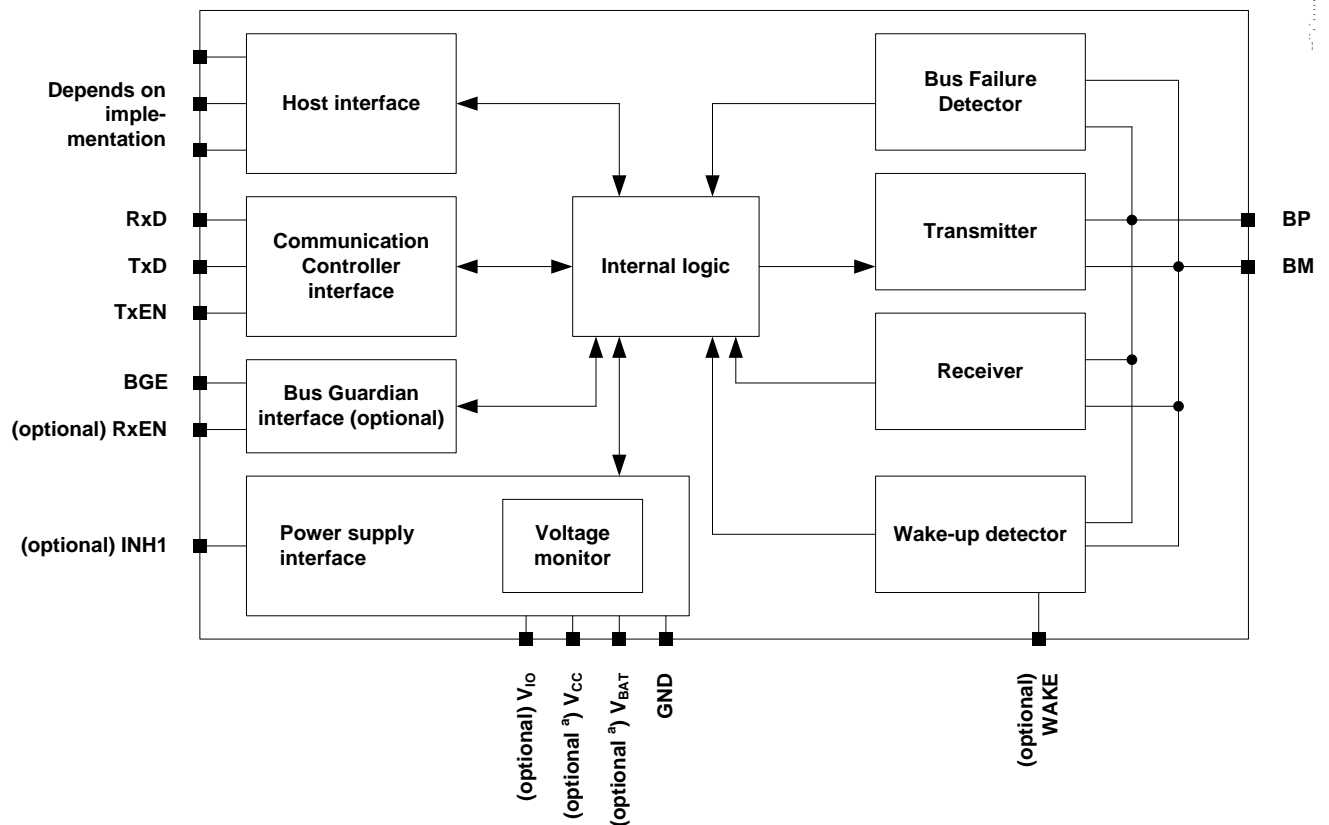 Depends on
imple-
mentation
Host interface
Bus Failure
Detector
RxD
TxD
TxEN
Communication
Controller
interface
Internal logic
Transmitter
BP
BM
BGE
(optional) RxEN
Bus Guardian
interface (optional)
Receiver
(optional) INH1
Power supply
interface
Voltage
monitor
Wake-up detector
(optional) VIO
(optional a) VCC
(optional a) VBAT
GND
(optional)
WAKE